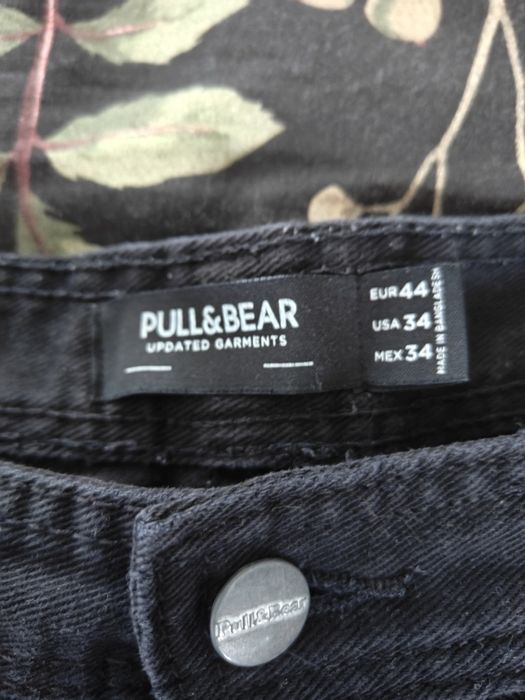 PULL&BEAR
UPDATED GARMENTS
EUR 44
USA 34
MEX 34
MADE IN BANGLADESH
Pull&Bear